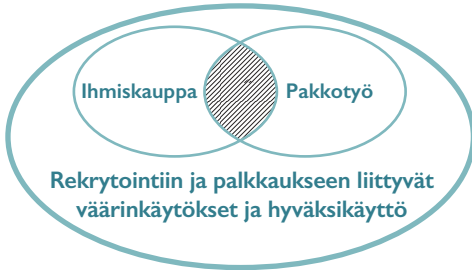 Ihmiskauppa
Pakkotyö
Rekrytointiin ja palkkaukseen liittyvät
väärinkäytökset ja hyväksikäyttö